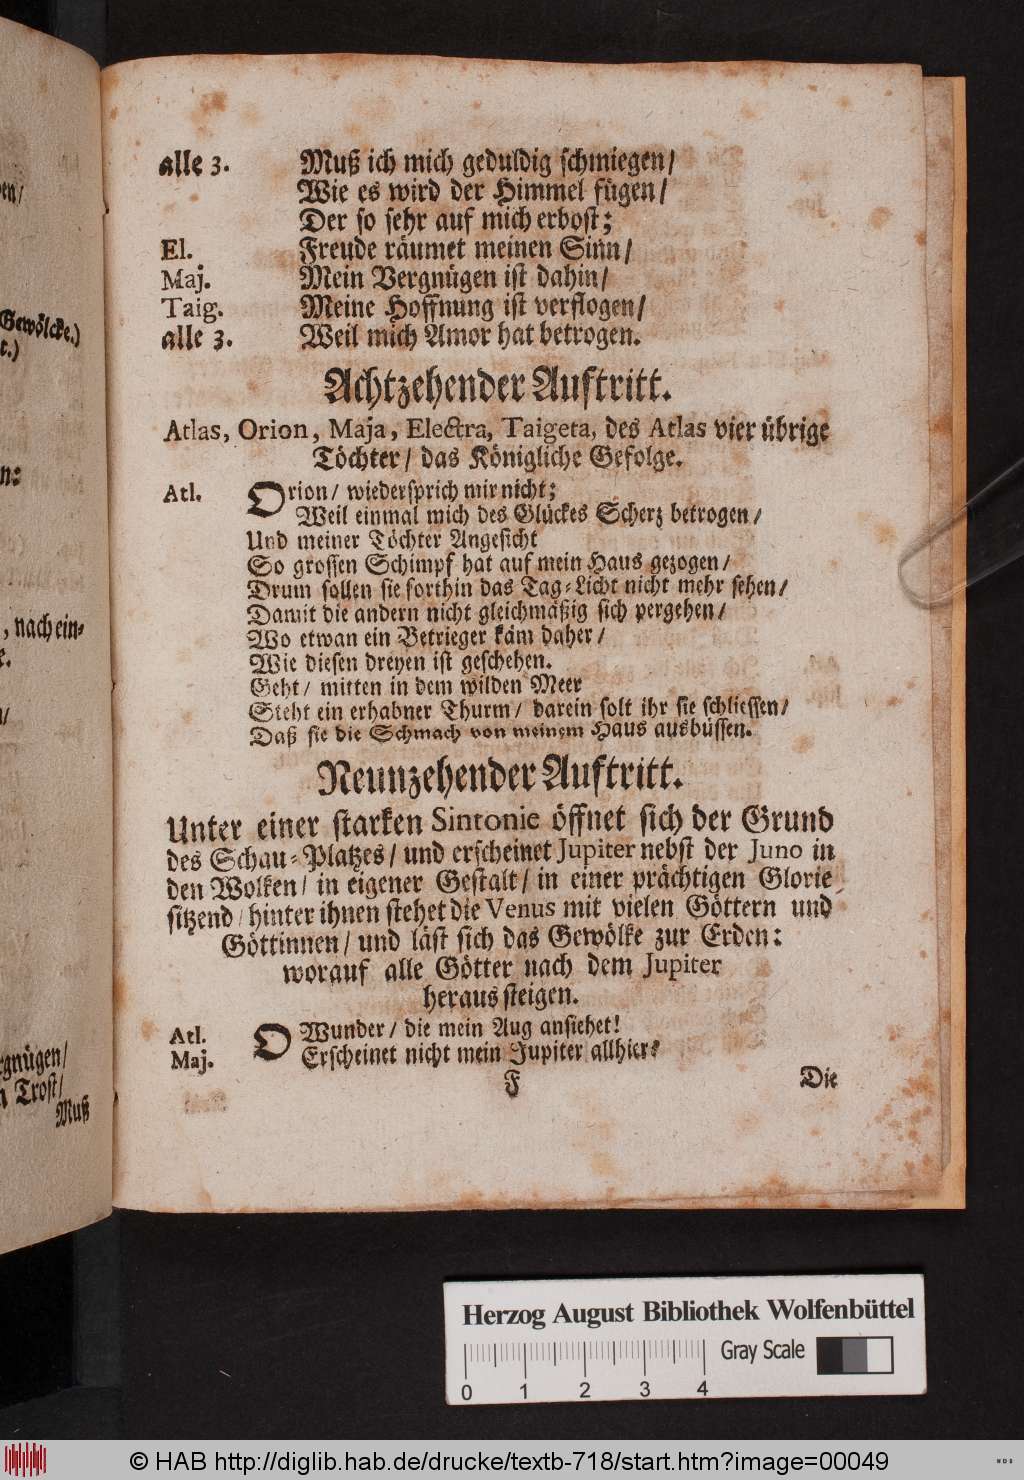 en/
Gewölcke.)
t.)
n:
, nach ein⸗
e.
rgnügen/
n Trost/
Muß
alle 3. Muß ich mich geduldig schmiegen/
Wie es wird der Himmel fügen/
Der so sehr auf mich erbost;
El. Freude räumet meinen Sinn/
Maj. Mein Vergnügen ist dahin/
Taig. Meine Hoffnung ist verflogen/
alle 3. Weil mich Amor hat betrogen.
Achtzehender Auftritt.
Atlas, Orion, Maja, Electra, Taigeta, des Atlas vier übrige
Töchter/ das Königliche Gefolge.
Atl. Orion/ wiedersprich mir nicht;
Weil einmal mich des Glückes Scherz betrogen/
Und meiner Töchter Angesicht
So grossen Schimpf hat auf mein Haus gezogen/
Drum sollen sie forthin das Tag⸗Licht nicht mehr sehen/
Damit die andern nicht gleichmäßig sich vergehen/
Wo etwan ein Betrieger käm daher/
Wie diesen dreyen ist geschehen.
Geht/ mitten in dem wilden Meer
Steht ein erhabner Thurm/ darein solt ihr sie schliessen/
Daß sie die Schmach von meinem Haus ausbüssen.
Neunzehender Auftritt.
Unter einer starken Sintonie öffnet sich der Grund
des Schau⸗Platzes/ und erscheinet Jupiter nebst der Juno in
den Wolken/ in eigener Gestalt/ in einer prächtigen Glorie
sitzend/ hinter ihnen stehet die Venus mit vielen Göttern und
Göttinnen/ und läst sich das Gewölke zur Erden:
worauf alle Götter nach dem Jupiter
heraus steigen.
Atl. O Wunder/ die mein Aug ansiehet!
Maj. Erscheinet nicht mein Jupiter allhier?
F Die
Herzog August Bibliothek Wolfenbüttel
Gray Scale
0 1 2 3 4
© HAB http://diglib.hab.de/drucke/textb-718/start.htm?image=00049